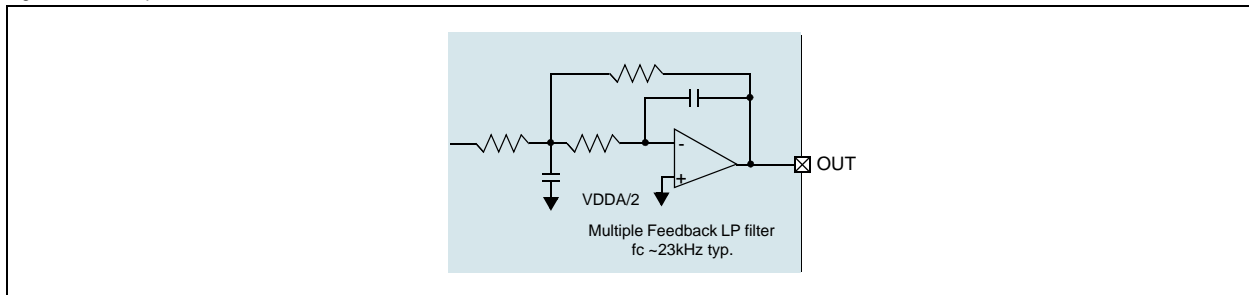 -
+
OUT
VDDA/2
Multiple Feedback LP filter
fc ~23kHz typ.